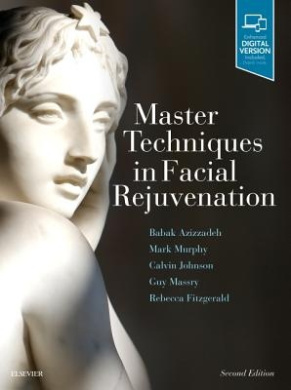 Enhanced
DIGITAL
VERSION
Included.
Master
Techniques
in Facial
Rejuvenation
Babak Azizzadeh
Mark Murphy
Calvin Johnson
Guy Massry
Rebecca Fitzgerald
ELSEVIER
Second Edition